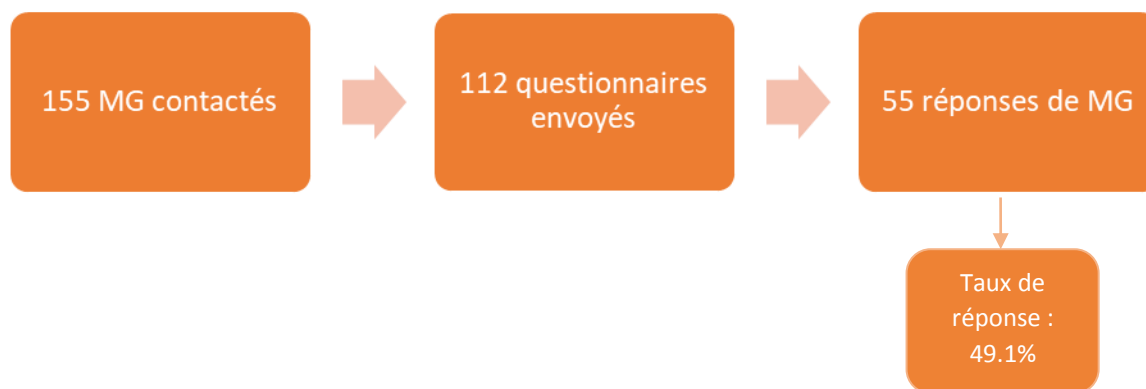 155 MG contactés
112 questionnaires
envoyés
55 réponses de MG
Taux de
réponse :
49.1%